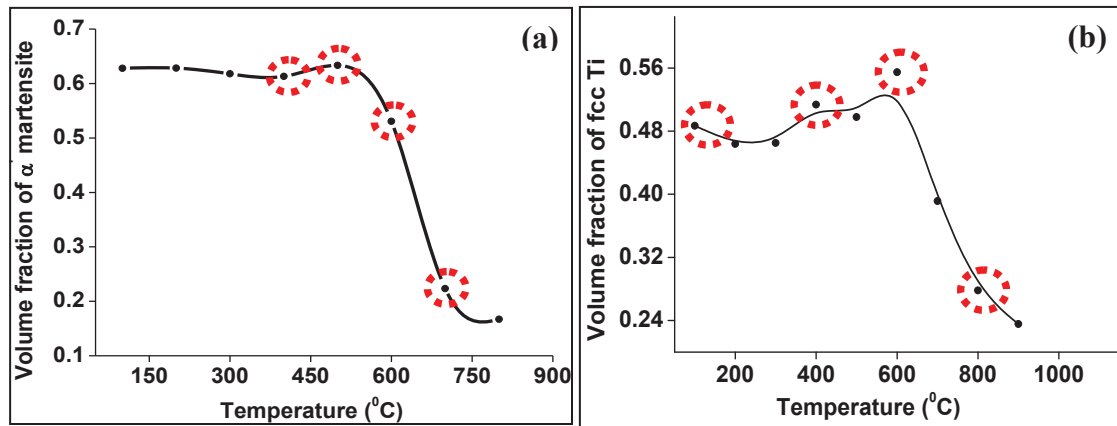 (a)
Volume fraction of α martensite
0.7
0.6
0.5
0.4
0.3
0.2
0.1
150 300 450 600 750 900
Temperature (⁰C)
(b)
Volume fraction of fcc Ti
0.56
0.48
0.40
0.32
0.24
200 400 600 800 1000
Temperature (⁰C)